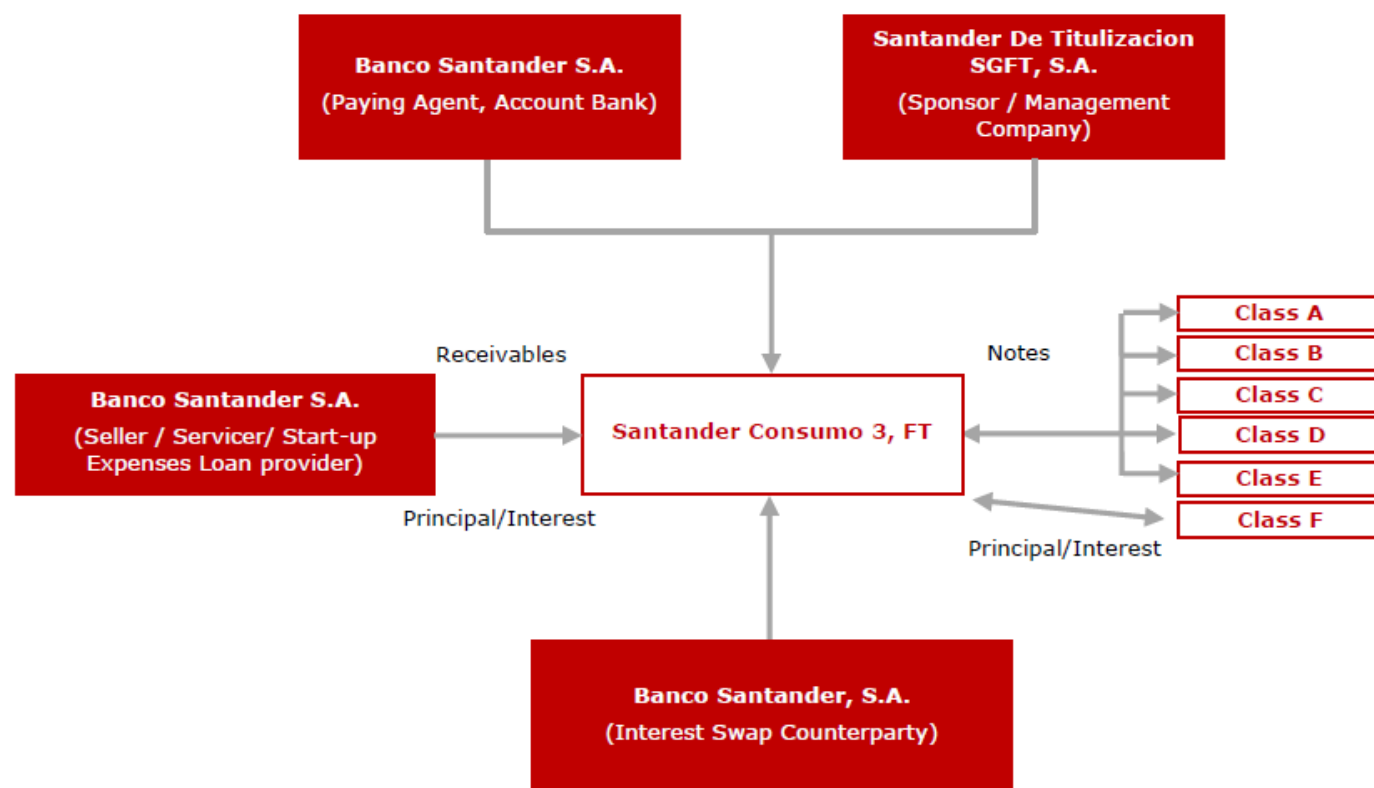 Banco Santander S.A.
(Paying Agent, Account Bank)
Santander De Titulizacion
SGFT, S.A.
(Sponsor / Management
Company)
Receivables
Banco Santander S.A.
(Seller / Servicer/ Start-up
Expenses Loan provider)
Principal/Interest
Santander Consumo 3, FT
Notes
Class A
Class B
Class C
Class D
Class E
Class F
Principal/Interest
Banco Santander, S.A.
(Interest Swap Counterparty)